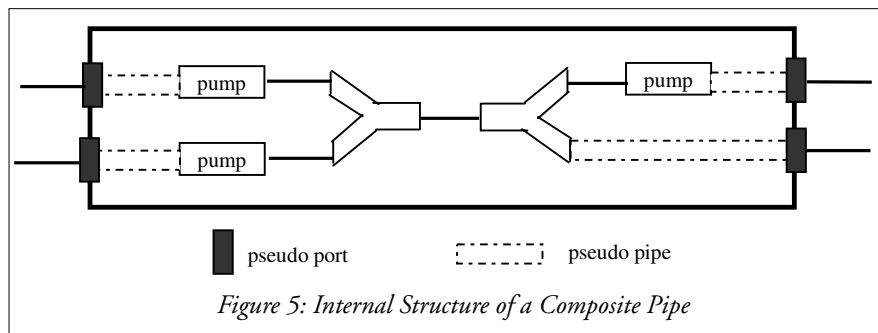 pump
pump
pump
pseudo port
pseudo pipe
Figure 5: Internal Structure of a Composite Pipe